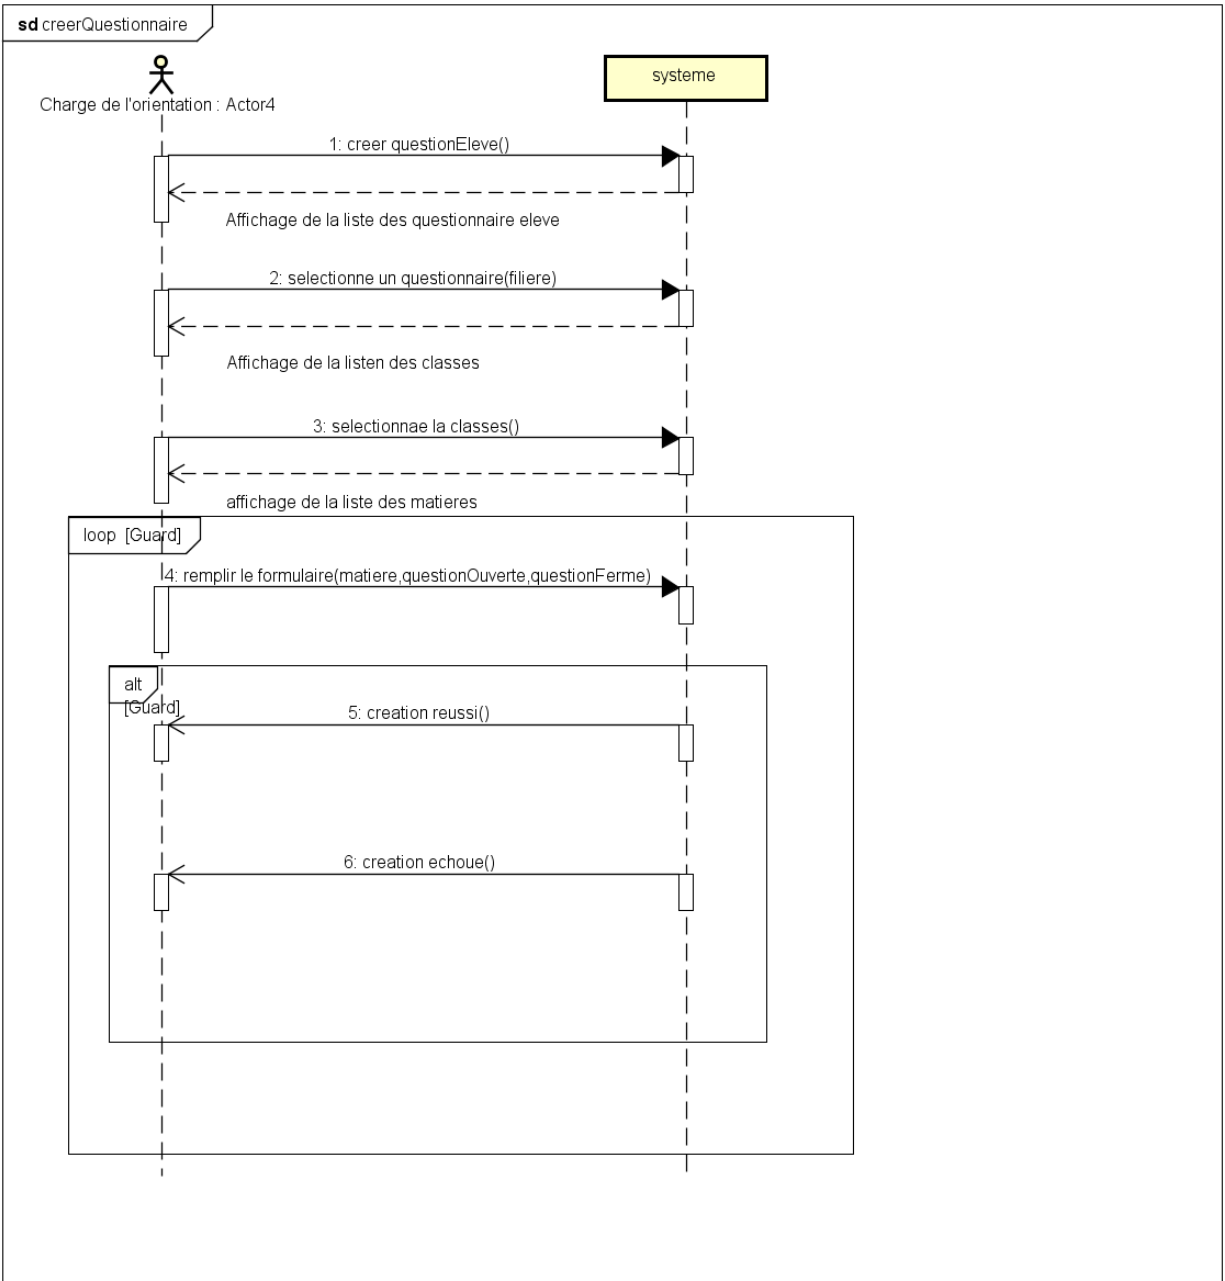 sd creerQuestionnaire
systeme
Charge de l'orientation : Actor4
1: creer questionEleve()
Affichage de la liste des questionnaire eleve
2: selectionne un questionnaire(filiere)
Affichage de la listen des classes
3: selectionnae la classes()
affichage de la liste des matieres
loop [Guard]
4: remplir le formulaire(matiere,questionOuverte,questionFerme)
alt
[Guard]
5: creation reussi()
6: creation echoue()